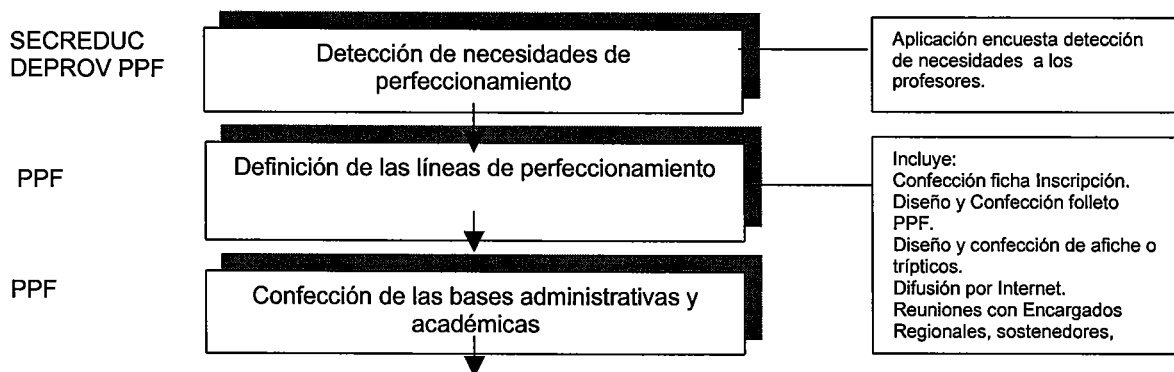 SECREDUC
DEPROV PPF
Detección de necesidades de
perfeccionamiento
Aplicación encuesta detección
de necesidades a los
profesores.
PPF
Definición de las líneas de perfeccionamiento
Incluye:
Confección ficha Inscripción.
Diseño y Confección folleto
PPF.
Diseño y confección de afiche o
trípticos.
Difusión por Internet.
Reuniones con Encargados
Regionales, sostenedores,
PPF
Confección de las bases administrativas y
académicas